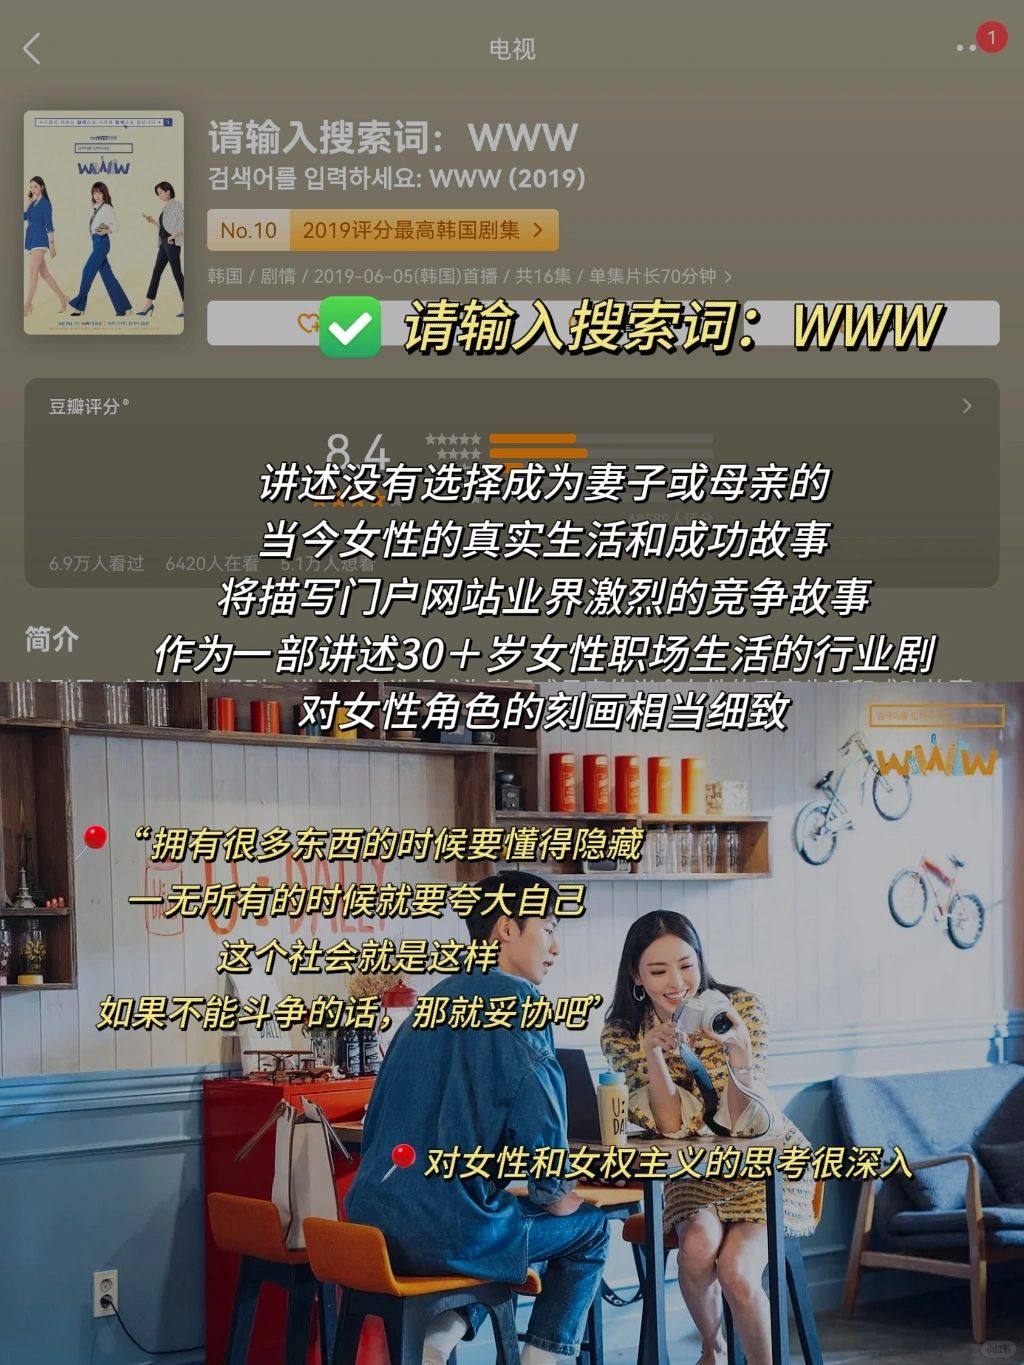 电视
1
请输入搜索词：WWW
검색어를 입력하세요: WWW (2019)
No.10 2019评分最高韩国剧集
韩国 / 剧情 / 2019-06-05(韩国)首播 / 共16集 / 单集片长70分钟
请输入搜索词：WWW
豆瓣评分
8.4
讲述没有选择成为妻子或母亲的
当今女性的真实生活和成功故事
6.9万人看过 6420人在看 5.1万人想看
将描写门户网站业界激烈的竞争故事
简介
作为一部讲述30＋岁女性职场生活的行业剧
对女性角色的刻画相当细致
WWW
“拥有很多东西的时候要懂得隐藏
一无所有的时候就要夸大自己
这个社会就是这样
如果不能斗争的话，那就妥协吧”
U:DALLY
对女性和女权主义的思考很深入
小红书